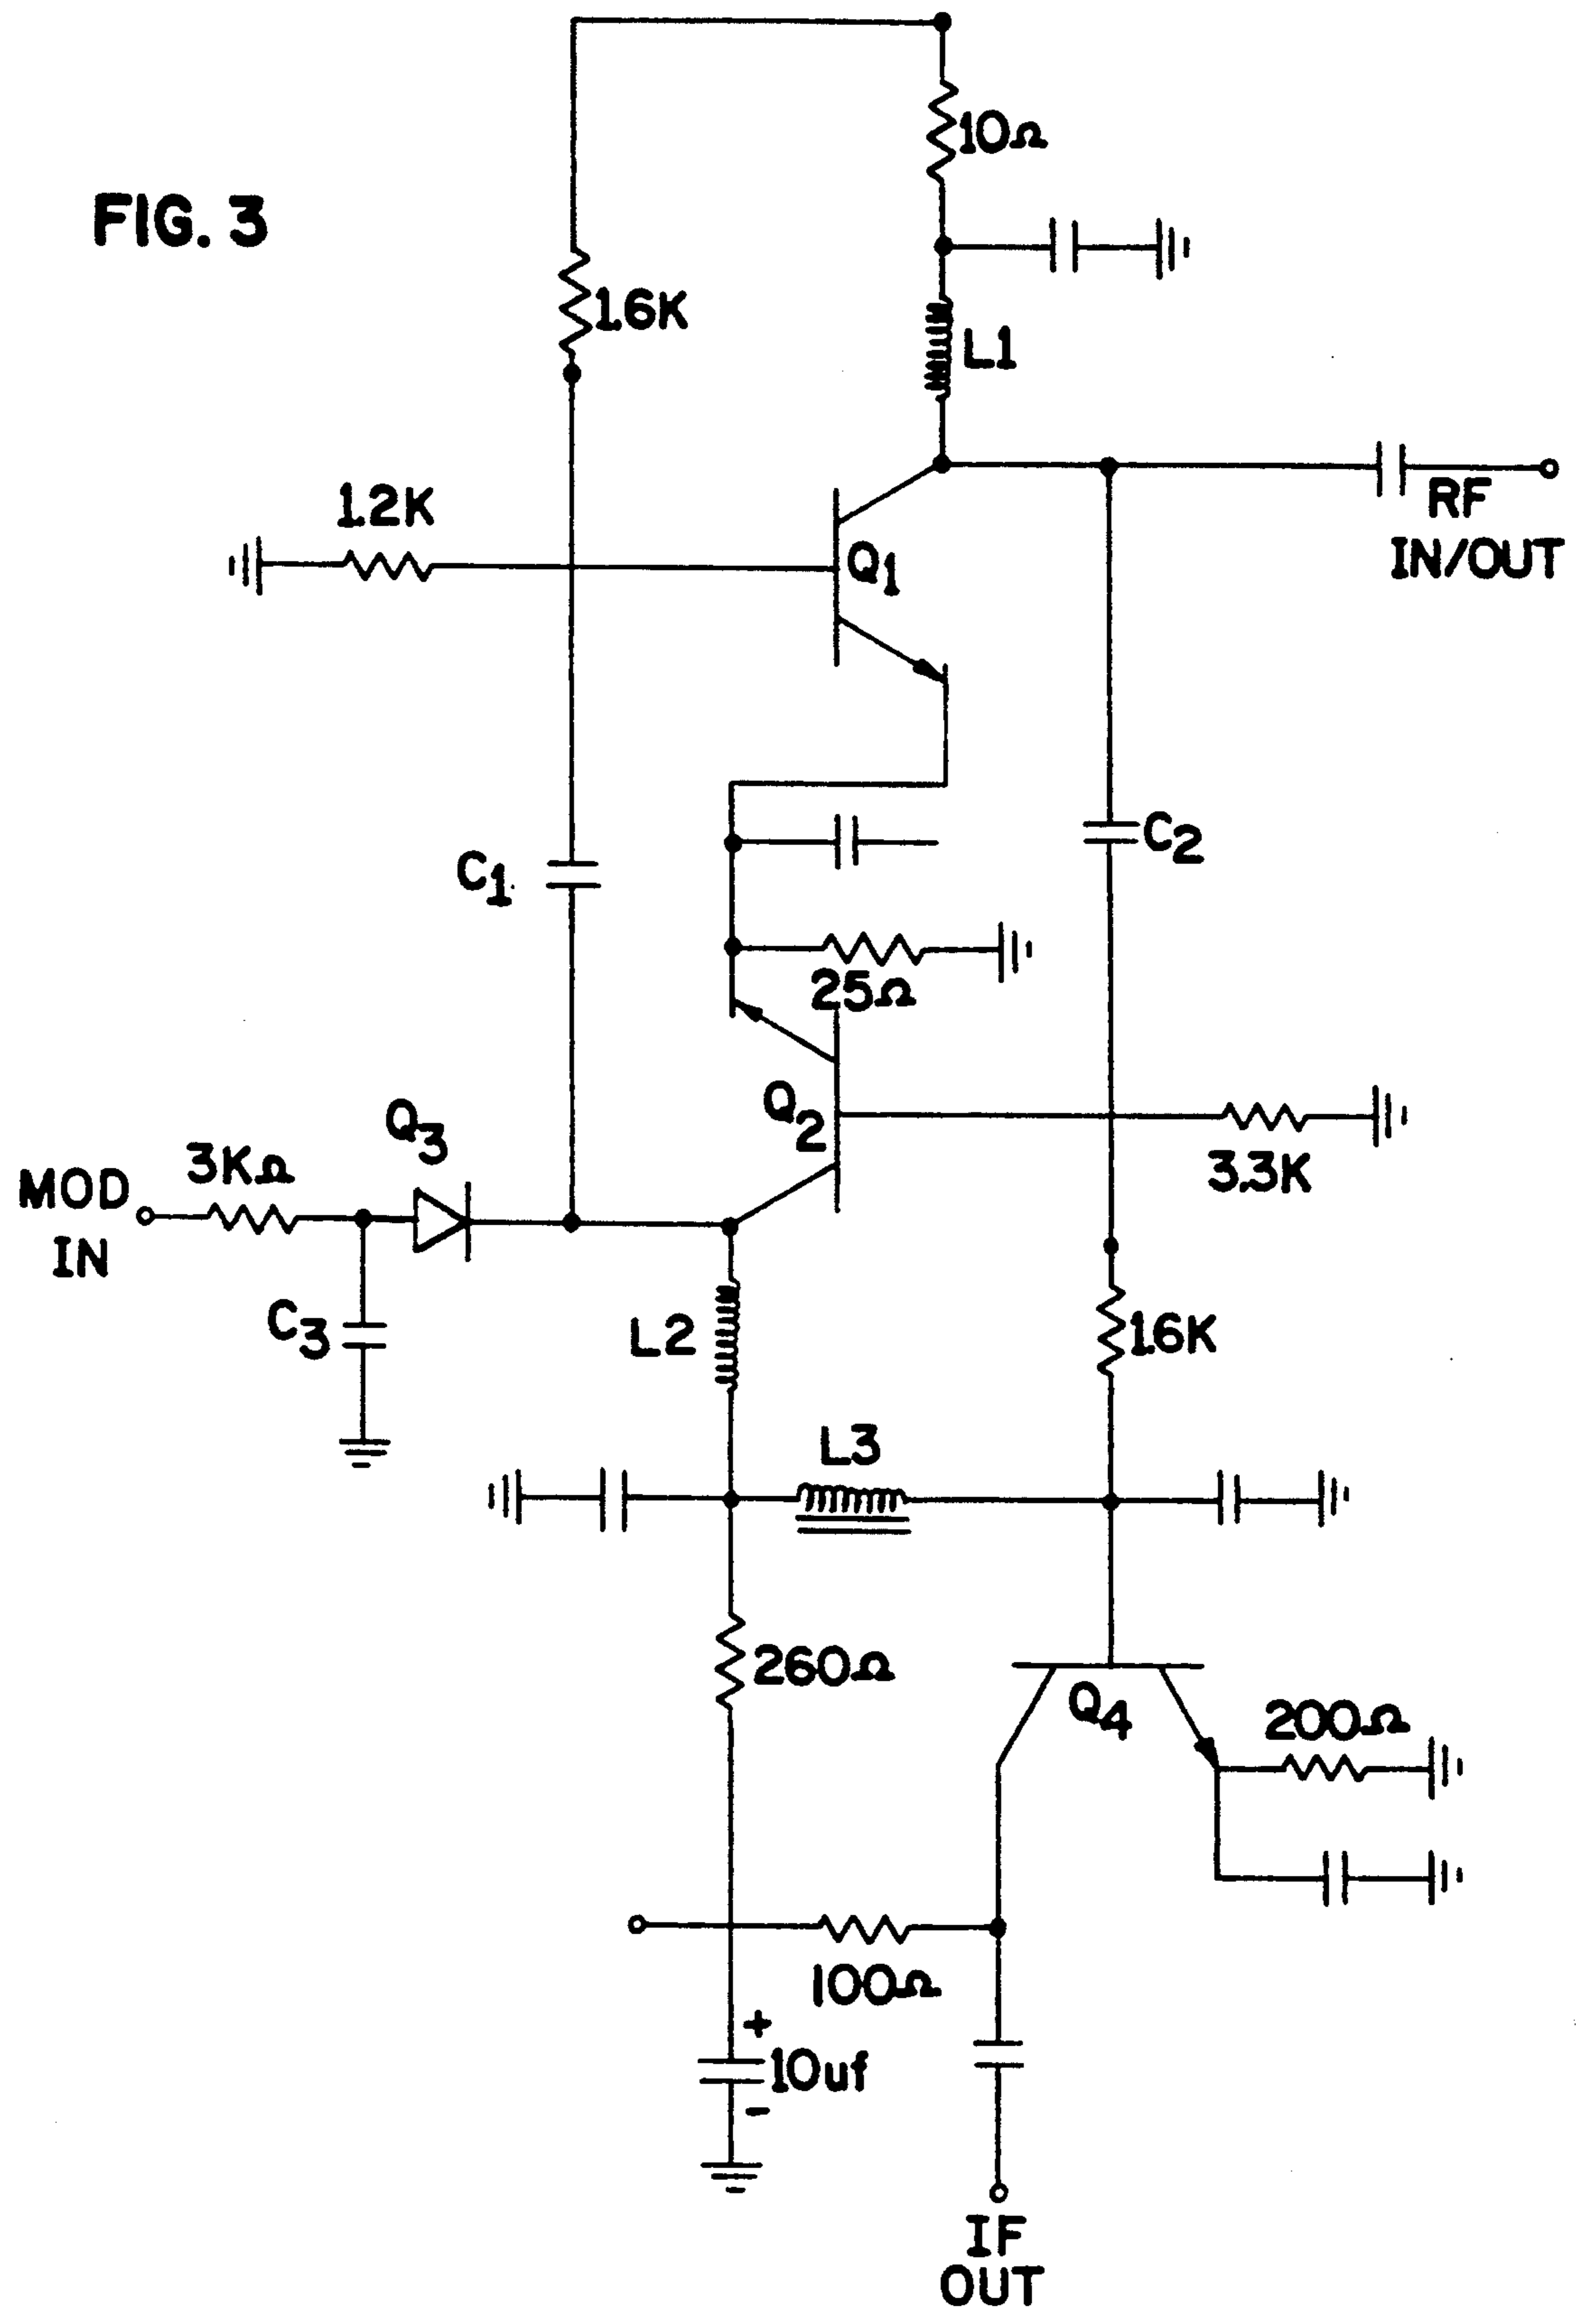 FIG. 3
10Ω
1.6K
L1
1.2K
Q1
RF
IN/OUT
C1
C2
25Ω
Q2
Q3
3KΩ
MOD
IN
3.3K
C3
L2
1.6K
L3
260Ω
Q4
200Ω
100Ω
+
10uf
-
IF
OUT